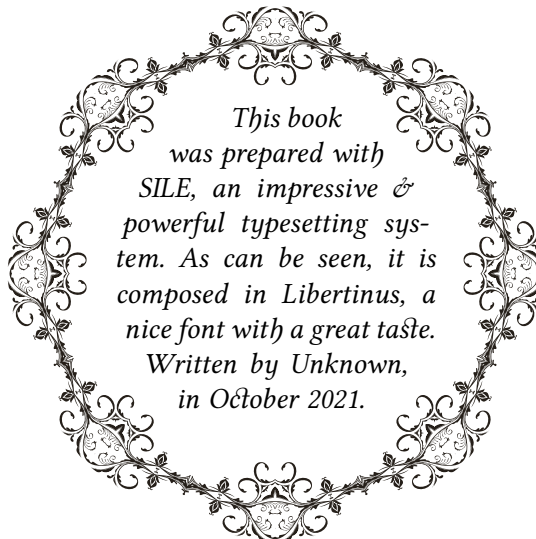 This book
was prepared with
SILE, an impressive &
powerful typesetting sys-
tem. As can be seen, it is
composed in Libertinus, a
nice font with a great taste.
Written by Unknown,
in October 2021.